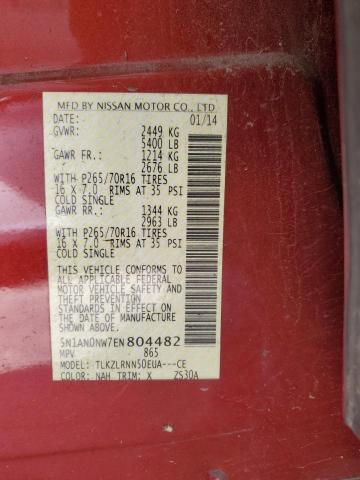 MFD BY NISSAN MOTOR CO., LTD
DATE: 01/14
GVWR: 2449 KG
5400 LB
GAWR FR.: 1214 KG
2676 LB
WITH P265/70R16 TIRES
16 X 7.0 RIMS AT 35 PSI
COLD SINGLE
GAWR RR.: 1344 KG
2963 LB
WITH P265/70R16 TIRES
16 X 7.0 RIMS AT 35 PSI
COLD SINGLE
THIS VEHICLE CONFORMS TO
ALL APPLICABLE FEDERAL
MOTOR VEHICLE SAFETY AND THEFT
PREVENTION STANDARDS
IN EFFECT ON
THE DATE OF MANUFACTURE
SHOWN ABOVE.
5N1AN0NW7EN804482
MPV 865
MODEL: TLKZLRNN50EUA---CE
COLOR: NAH TRIM: X ZS30A